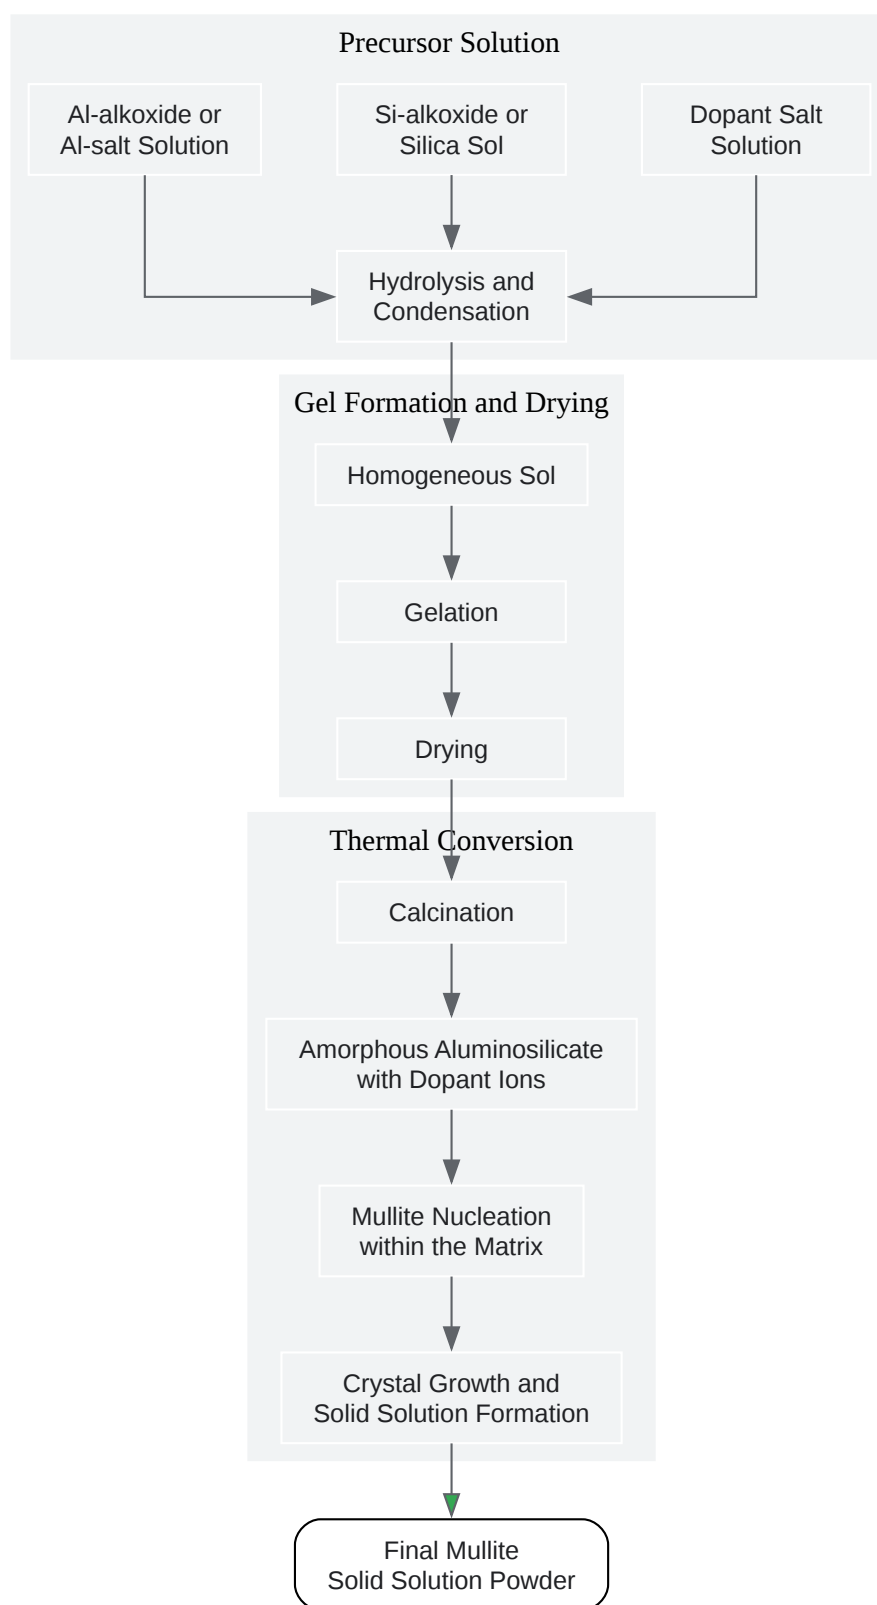 Precursor Solution
Al-alkoxide or
Al-salt Solution
Si-alkoxide or
Silica Sol
Dopant Salt
Solution
Hydrolysis and
Condensation
Gel Formation and Drying
Homogeneous Sol
Gelation
Drying
Thermal Conversion
Calcination
Amorphous Aluminosilicate
with Dopant Ions
Mullite Nucleation
within the Matrix
Crystal Growth and
Solid Solution Formation
Final Mullite
Solid Solution Powder